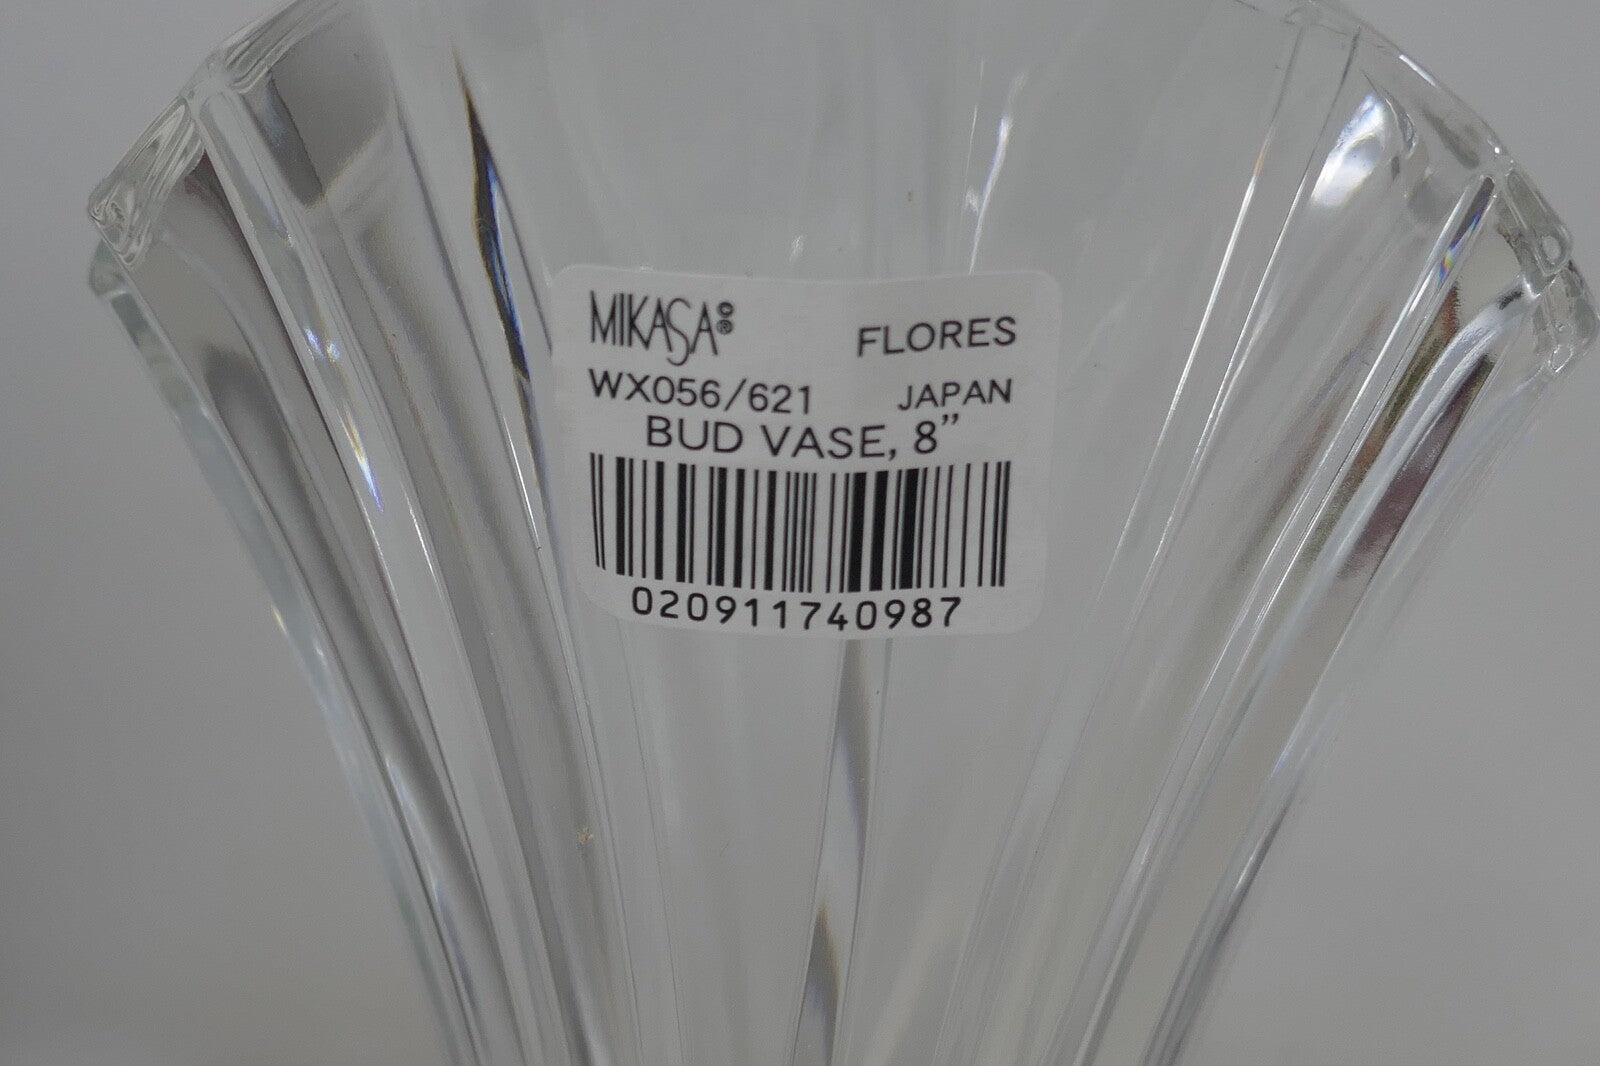 MIKASA® FLORES
WX056/621 JAPAN
BUD VASE, 8”
020911740987